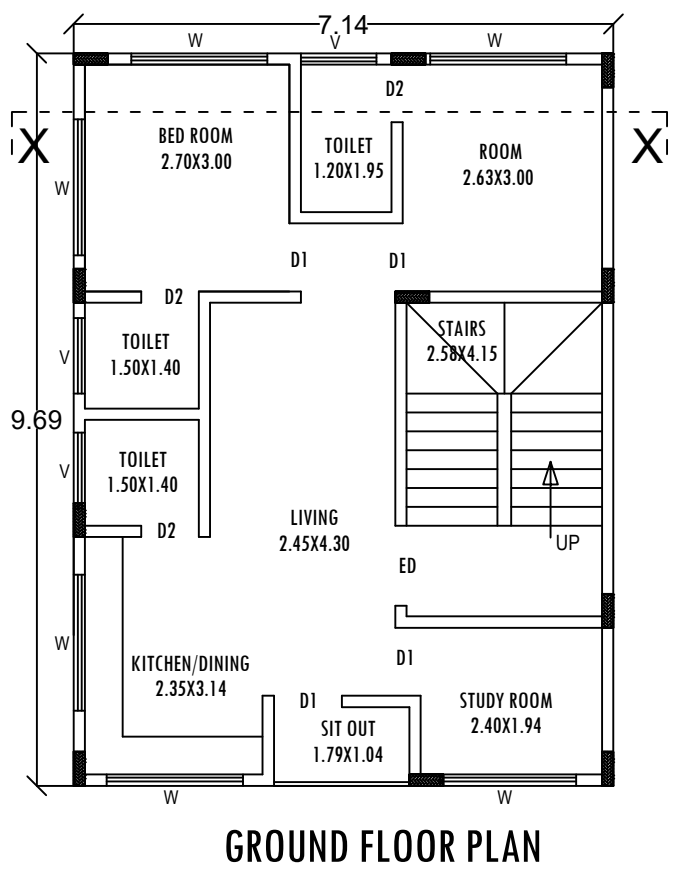 7.14
W
V
W
D2
X
X
BED ROOM
2.70X3.00
TOILET
1.20X1.95
ROOM
2.63X3.00
W
D1
D1
D2
STAIRS
2.58X4.15
TOILET
1.50X1.40
V
9.69
TOILET
1.50X1.40
V
LIVING
2.45X4.30
D2
UP
ED
W
KITCHEN/DINING
2.35X3.14
D1
D1
STUDY ROOM
2.40X1.94
SIT OUT
1.79X1.04
W
W
GROUND FLOOR PLAN